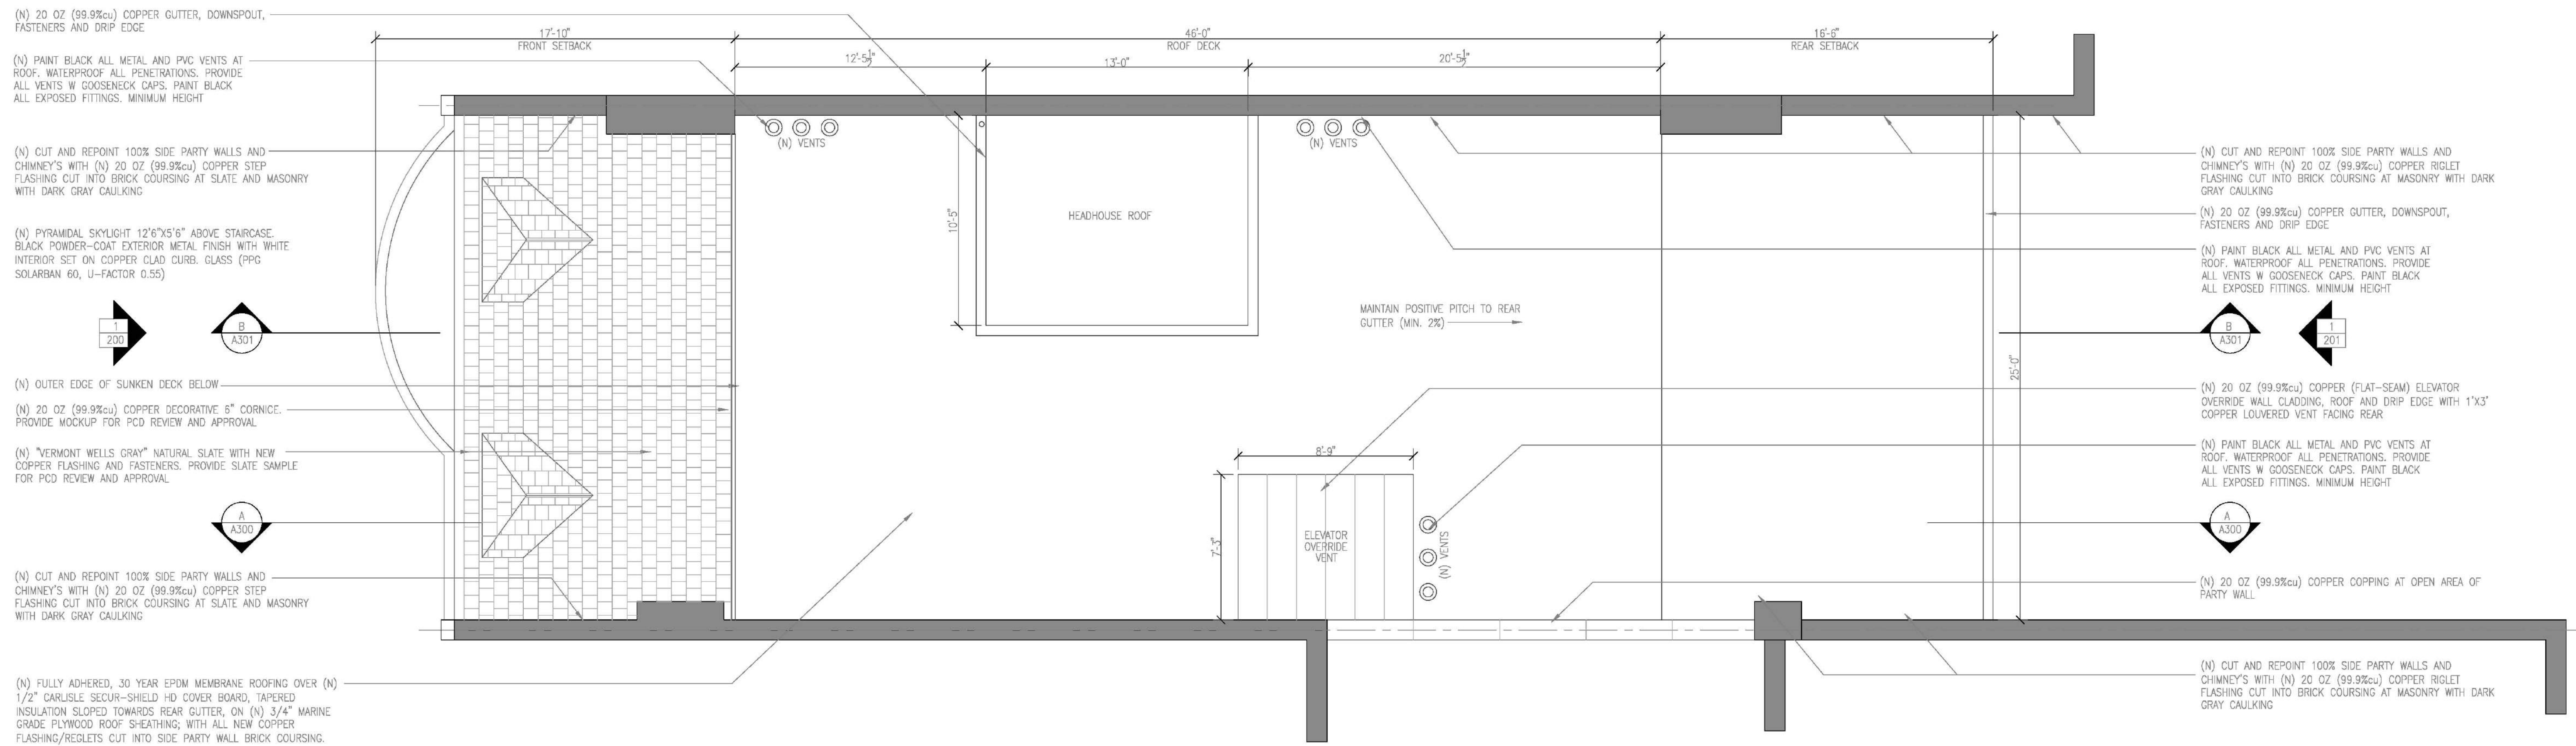 (N) 20 OZ (99.9%cu) COPPER GUTTER, DOWNSPOUT,
FASTENERS AND DRIP EDGE
(N) PAINT BLACK ALL METAL AND PVC VENTS AT
ROOF. WATERPROOF ALL PENETRATIONS. PROVIDE
ALL VENTS W GOOSENECK CAPS. PAINT BLACK
ALL EXPOSED FITTINGS. MINIMUM HEIGHT
(N) CUT AND REPOINT 100% SIDE PARTY WALLS AND
CHIMNEY'S WITH (N) 20 OZ (99.9%cu) COPPER STEP
FLASHING CUT INTO BRICK COURSING AT SLATE AND MASONRY
WITH DARK GRAY CAULKING
(N) PYRAMIDAL SKYLIGHT 12'6"X5'6" ABOVE STAIRCASE.
BLACK POWDER-COAT EXTERIOR METAL FINISH WITH WHITE
INTERIOR SET ON COPPER CLAD CURB. GLASS (PPG
SOLARBAN 60, U-FACTOR 0.55)
1
200
B
A301
(N) OUTER EDGE OF SUNKEN DECK BELOW
(N) 20 OZ (99.9%cu) COPPER DECORATIVE 6" CORNICE.
PROVIDE MOCKUP FOR PCD REVIEW AND APPROVAL
(N) "VERMONT WELLS GRAY" NATURAL SLATE WITH NEW
COPPER FLASHING AND FASTENERS. PROVIDE SLATE SAMPLE
FOR PCD REVIEW AND APPROVAL
A
A300
(N) CUT AND REPOINT 100% SIDE PARTY WALLS AND
CHIMNEY'S WITH (N) 20 OZ (99.9%cu) COPPER STEP
FLASHING CUT INTO BRICK COURSING AT SLATE AND MASONRY
WITH DARK GRAY CAULKING
(N) FULLY ADHERED, 30 YEAR EPDM MEMBRANE ROOFING OVER (N)
1/2" CARLISLE SECUR-SHIELD HD COVER BOARD, TAPERED
INSULATION SLOPED TOWARDS REAR GUTTER, ON (N) 3/4" MARINE
GRADE PLYWOOD ROOF SHEATHING; WITH ALL NEW COPPER
FLASHING/REGLETS CUT INTO SIDE PARTY WALL BRICK COURSING.
17'-10"
FRONT SETBACK
46'-0"
ROOF DECK
16'-6"
REAR SETBACK
12'-5½"
13'-0"
20'-5½"
(N) VENTS
(N) VENTS
10'-5"
HEADHOUSE ROOF
MAINTAIN POSITIVE PITCH TO REAR
GUTTER (MIN. 2%)
25'-0"
8'-9"
7'-3"
ELEVATOR
OVERRIDE
VENT
(N) VENTS
(N) CUT AND REPOINT 100% SIDE PARTY WALLS AND
CHIMNEY'S WITH (N) 20 OZ (99.9%cu) COPPER RIGLET
FLASHING CUT INTO BRICK COURSING AT MASONRY WITH DARK
GRAY CAULKING
(N) 20 OZ (99.9%cu) COPPER GUTTER, DOWNSPOUT,
FASTENERS AND DRIP EDGE
(N) PAINT BLACK ALL METAL AND PVC VENTS AT
ROOF. WATERPROOF ALL PENETRATIONS. PROVIDE
ALL VENTS W GOOSENECK CAPS. PAINT BLACK
ALL EXPOSED FITTINGS. MINIMUM HEIGHT
B
A301
1
201
(N) 20 OZ (99.9%cu) COPPER (FLAT-SEAM) ELEVATOR
OVERRIDE WALL CLADDING, ROOF AND DRIP EDGE WITH 1'X3'
COPPER LOUVERED VENT FACING REAR
(N) PAINT BLACK ALL METAL AND PVC VENTS AT
ROOF. WATERPROOF ALL PENETRATIONS. PROVIDE
ALL VENTS W GOOSENECK CAPS. PAINT BLACK
ALL EXPOSED FITTINGS. MINIMUM HEIGHT
A
A300
(N) 20 OZ (99.9%cu) COPPER COPPING AT OPEN AREA OF
PARTY WALL
(N) CUT AND REPOINT 100% SIDE PARTY WALLS AND
CHIMNEY'S WITH (N) 20 OZ (99.9%cu) COPPER RIGLET
FLASHING CUT INTO BRICK COURSING AT MASONRY WITH DARK
GRAY CAULKING